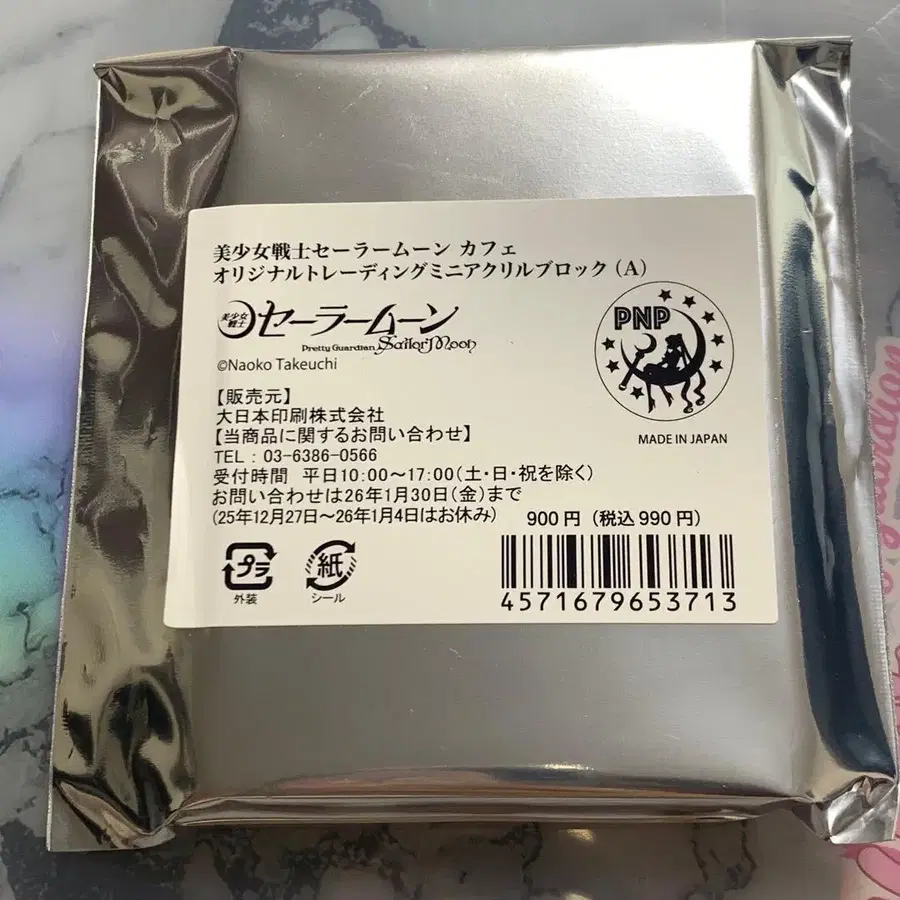 美少女戦士セーラームーン カフェ
オリジナルトレーディングミニアクリルブロック（A）
美少女
戦士
セーラームーン
Pretty Guardian Sailor Moon
©Naoko Takeuchi
PNP
MADE IN JAPAN
【販売元】
大日本印刷株式会社
【当商品に関するお問い合わせ】
TEL：03-6386-0566
受付時間 平日10:00～17:00（土・日・祝を除く）
お問い合わせは26年1月30日（金）まで
（25年12月27日～26年1月4日はお休み）
900円（税込990円）
プラ
外装
紙
シール
4571679653713
Guardian